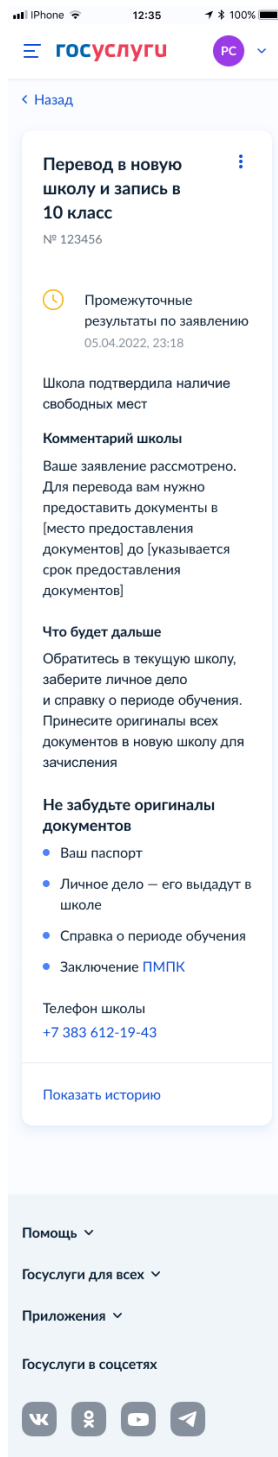 iPhone 12:35 100%
госуслуги РС
Назад
Перевод в новую
школу и запись в
10 класс
№ 123456
Промежуточные
результаты по заявлению
05.04.2022, 23:18
Школа подтвердила наличие
свободных мест
Комментарий школы
Ваше заявление рассмотрено.
Для перевода вам нужно
предоставить документы в
[место предоставления
документов] до [указывается
срок предоставления
документов]
Что будет дальше
Обратитесь в текущую школу,
заберите личное дело
и справку о периоде обучения.
Принесите оригиналы всех
документов в новую школу для
зачисления
Не забудьте оригиналы
документов
Ваш паспорт
Личное дело — его выдадут в
школе
Справка о периоде обучения
Заключение ПМПК
Телефон школы
+7 383 612-19-43
Показать историю
Помощь
Госуслуги для всех
Приложения
Госуслуги в соцсетях